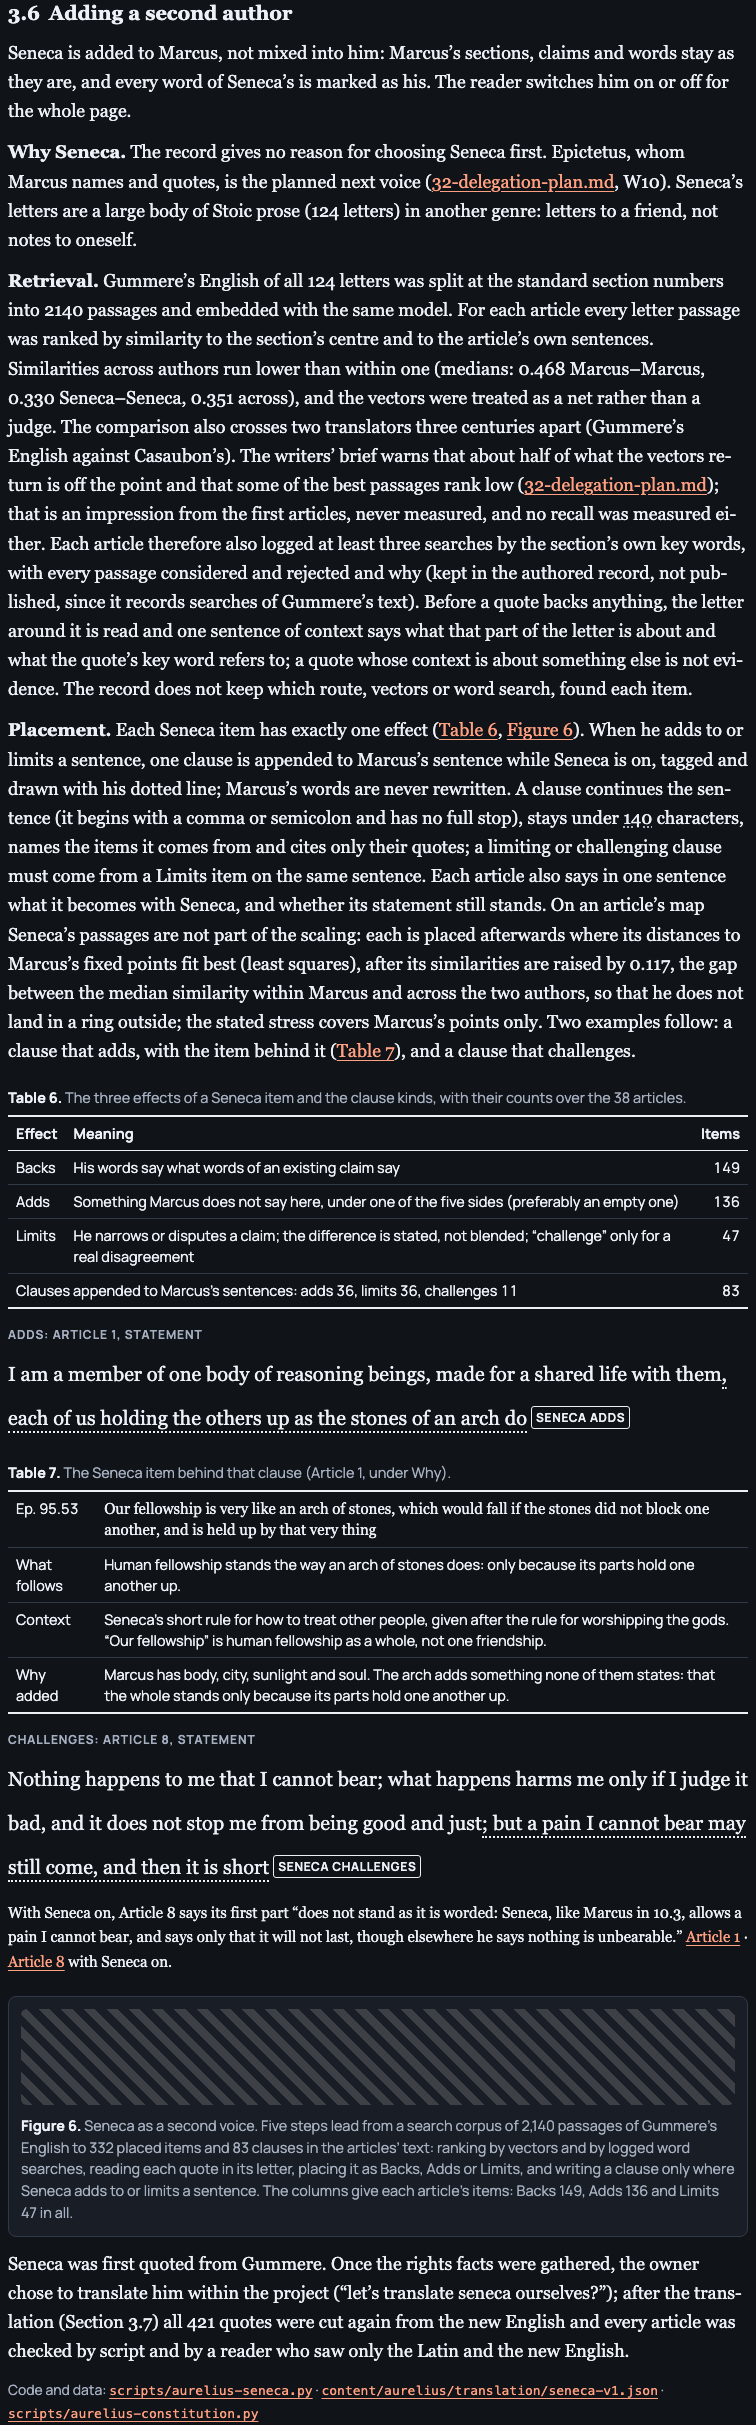 3.6 Adding a second author
Seneca is added to Marcus, not mixed into him: Marcus’s sections, claims and words stay as
they are, and every word of Seneca’s is marked as his. The reader switches him on or off for
the whole page.
Why Seneca. The record gives no reason for choosing Seneca first. Epictetus, whom
Marcus names and quotes, is the planned next voice (32-delegation-plan.md, W10). Seneca’s
letters are a large body of Stoic prose (124 letters) in another genre: letters to a friend, not
notes to oneself.
Retrieval. Gummere’s English of all 124 letters was split at the standard section numbers
into 2140 passages and embedded with the same model. For each article every letter passage
was ranked by similarity to the section’s centre and to the article’s own sentences.
Similarities across authors run lower than within one (medians: 0.468 Marcus–Marcus,
0.330 Seneca–Seneca, 0.351 across), and the vectors were treated as a net rather than a
judge. The comparison also crosses two translators three centuries apart (Gummere’s
English against Casaubon’s). The writers’ brief warns that about half of what the vectors re-
turn is off the point and that some of the best passages rank low (32-delegation-plan.md);
that is an impression from the first articles, never measured, and no recall was measured ei-
ther. Each article therefore also logged at least three searches by the section’s own key words,
with every passage considered and rejected and why (kept in the authored record, not pub-
lished, since it records searches of Gummere’s text). Before a quote backs anything, the letter
around it is read and one sentence of context says what that part of the letter is about and
what the quote’s key word refers to; a quote whose context is about something else is not evi-
dence. The record does not keep which route, vectors or word search, found each item.
Placement. Each Seneca item has exactly one effect (Table 6, Figure 6). When he adds to or
limits a sentence, one clause is appended to Marcus’s sentence while Seneca is on, tagged and
drawn with his dotted line; Marcus’s words are never rewritten. A clause continues the sen-
tence (it begins with a comma or semicolon and has no full stop), stays under 140 characters,
names the items it comes from and cites only their quotes; a limiting or challenging clause
must come from a Limits item on the same sentence. Each article also says in one sentence
what it becomes with Seneca, and whether its statement still stands. On an article’s map
Seneca’s passages are not part of the scaling: each is placed afterwards where its distances to
Marcus’s fixed points fit best (least squares), after its similarities are raised by 0.117, the gap
between the median similarity within Marcus and across the two authors, so that he does not
land in a ring outside; the stated stress covers Marcus’s points only. Two examples follow: a
clause that adds, with the item behind it (Table 7), and a clause that challenges.
Table 6. The three effects of a Seneca item and the clause kinds, with their counts over the 38 articles.
Effect Meaning Items
Backs His words say what words of an existing claim say 149
Adds Something Marcus does not say here, under one of the five sides (preferably an empty one) 136
Limits He narrows or disputes a claim; the difference is stated, not blended; “challenge” only for a 47
real disagreement
Clauses appended to Marcus’s sentences: adds 36, limits 36, challenges 11 83
ADDS: ARTICLE 1, STATEMENT
I am a member of one body of reasoning beings, made for a shared life with them,
each of us holding the others up as the stones of an arch do SENECA ADDS
Table 7. The Seneca item behind that clause (Article 1, under Why).
Ep. 95.53 Our fellowship is very like an arch of stones, which would fall if the stones did not block one
another, and is held up by that very thing
What Human fellowship stands the way an arch of stones does: only because its parts hold one
follows another up.
Context Seneca’s short rule for how to treat other people, given after the rule for worshipping the gods.
“Our fellowship” is human fellowship as a whole, not one friendship.
Why Marcus has body, city, sunlight and soul. The arch adds something none of them states: that
added the whole stands only because its parts hold one another up.
CHALLENGES: ARTICLE 8, STATEMENT
Nothing happens to me that I cannot bear; what happens harms me only if I judge it
bad, and it does not stop me from being good and just; but a pain I cannot bear may
still come, and then it is short SENECA CHALLENGES
With Seneca on, Article 8 says its first part “does not stand as it is worded: Seneca, like Marcus in 10.3, allows a
pain I cannot bear, and says only that it will not last, though elsewhere he says nothing is unbearable.” Article 1 ·
Article 8 with Seneca on.
Figure 6. Seneca as a second voice. Five steps lead from a search corpus of 2,140 passages of Gummere’s
English to 332 placed items and 83 clauses in the articles’ text: ranking by vectors and by logged word
searches, reading each quote in its letter, placing it as Backs, Adds or Limits, and writing a clause only where
Seneca adds to or limits a sentence. The columns give each article’s items: Backs 149, Adds 136 and Limits
47 in all.
Seneca was first quoted from Gummere. Once the rights facts were gathered, the owner
chose to translate him within the project (“let’s translate seneca ourselves?”); after the trans-
lation (Section 3.7) all 421 quotes were cut again from the new English and every article was
checked by script and by a reader who saw only the Latin and the new English.
Code and data: scripts/aurelius-seneca.py · content/aurelius/translation/seneca-v1.json ·
scripts/aurelius-constitution.py